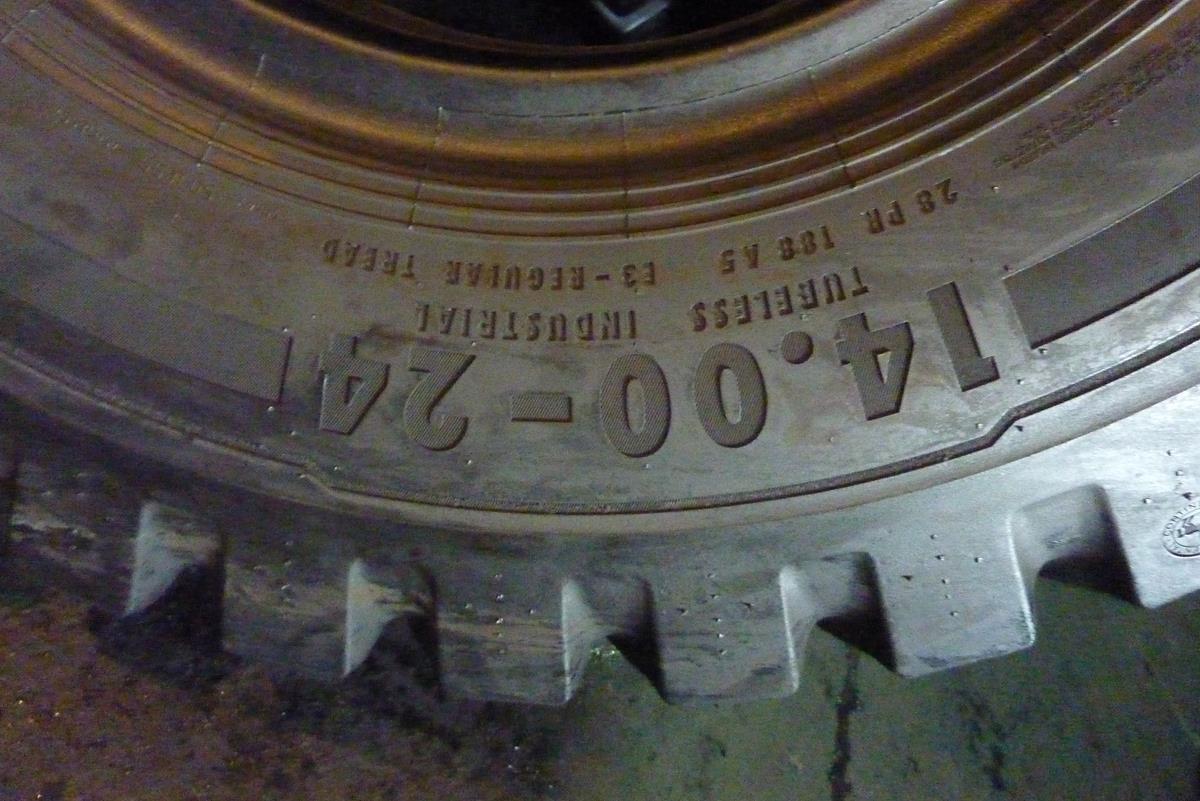 14.00-24
TUBELESS INDUSTRIAL
28 PR 188 A5 E3-REGULAR TREAD